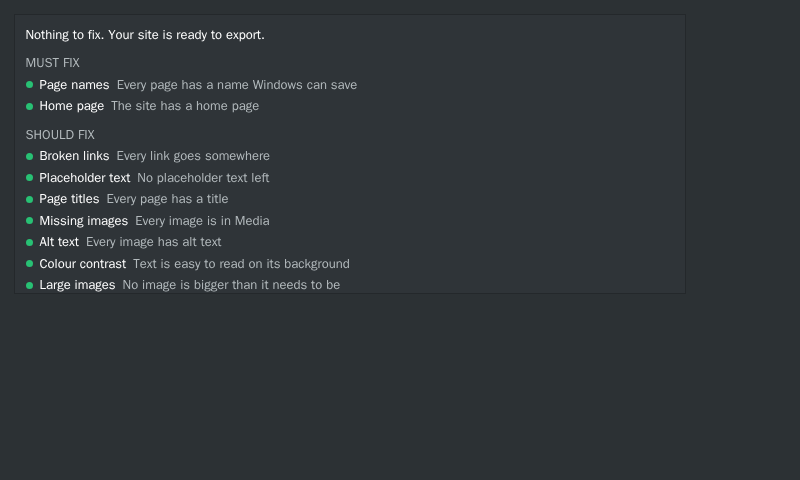 Nothing to fix. Your site is ready to export.
MUST FIX
Page names Every page has a name Windows can save
Home page The site has a home page
SHOULD FIX
Broken links Every link goes somewhere
Placeholder text No placeholder text left
Page titles Every page has a title
Missing images Every image is in Media
Alt text Every image has alt text
Colour contrast Text is easy to read on its background
Large images No image is bigger than it needs to be